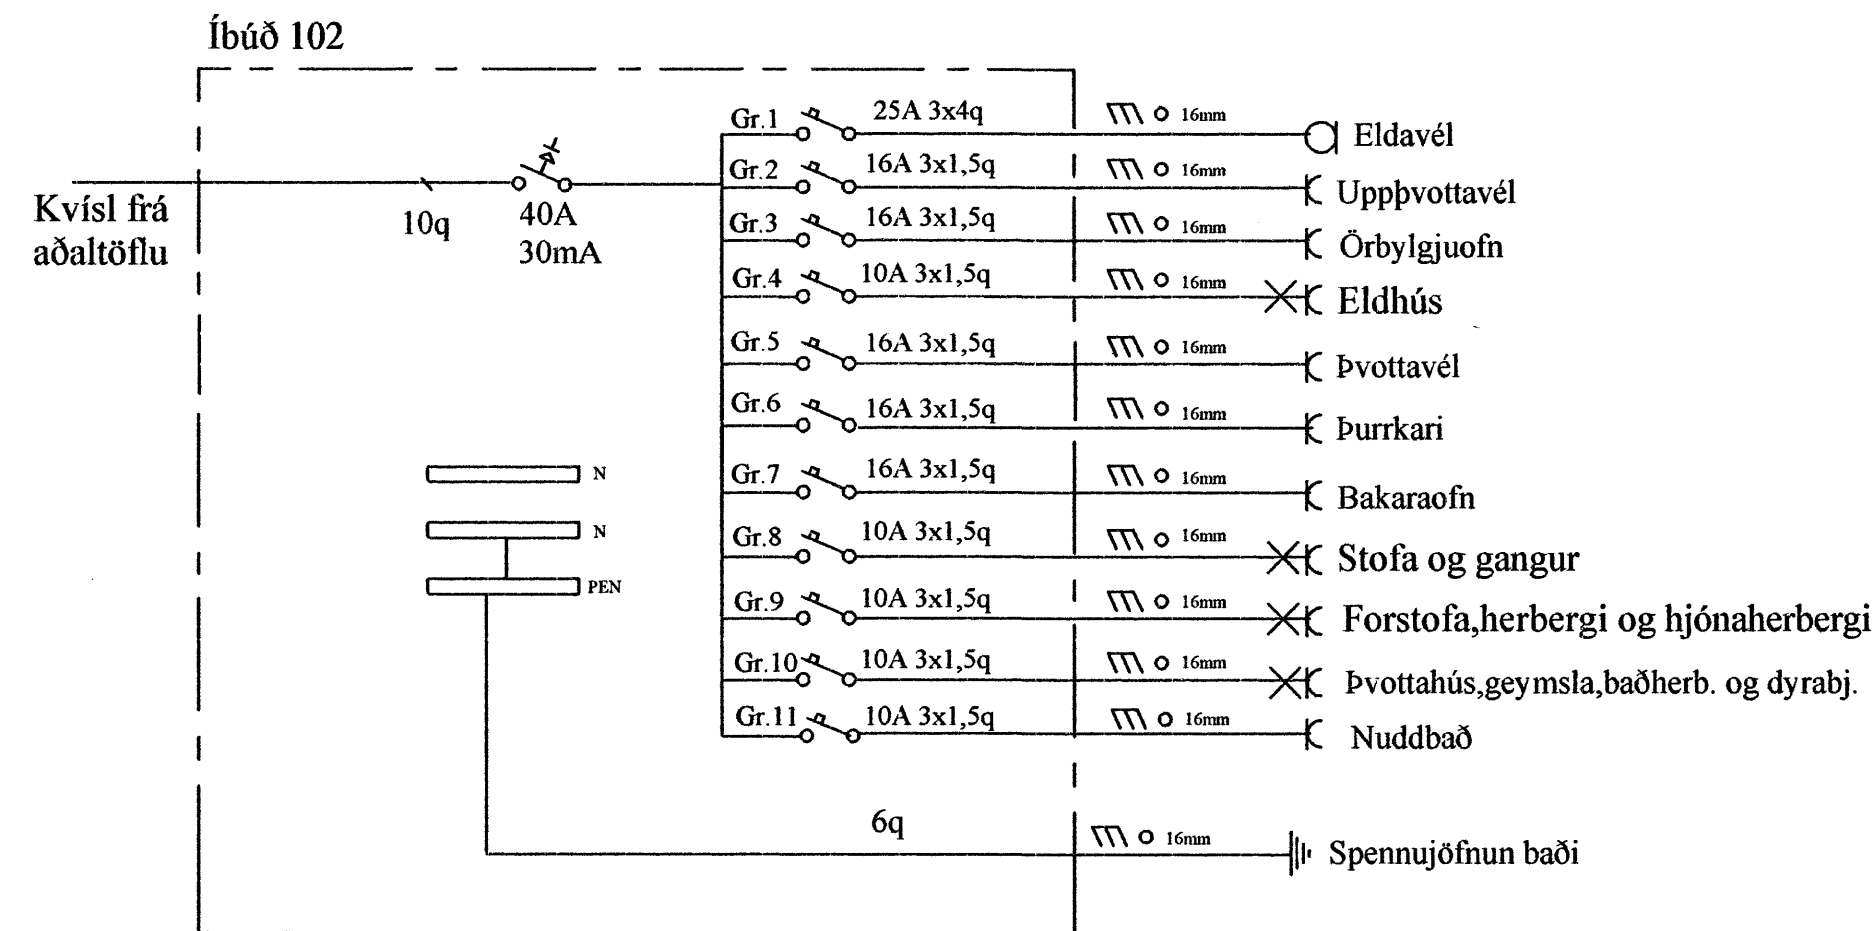 Íbúð 102
Kvísl frá
aðaltöflu
10q
40A
30mA
Gr.1 25A 3x4q 16mm Eldavél
Gr.2 16A 3x1,5q 16mm Uppþvottavél
Gr.3 16A 3x1,5q 16mm Örbylgjuofn
Gr.4 10A 3x1,5q 16mm Eldhús
Gr.5 16A 3x1,5q 16mm Þvottavél
Gr.6 16A 3x1,5q 16mm Þurrkari
Gr.7 16A 3x1,5q 16mm Bakaraofn
Gr.8 10A 3x1,5q 16mm Stofa og gangur
Gr.9 10A 3x1,5q 16mm Forstofa,herbergi og hjónaherbergi
Gr.10 10A 3x1,5q 16mm Þvottahús,geymsla,baðherb. og dyrabj.
Gr.11 10A 3x1,5q 16mm Nuddbað
N
N
PEN
6q 16mm Spennujöfnun baði